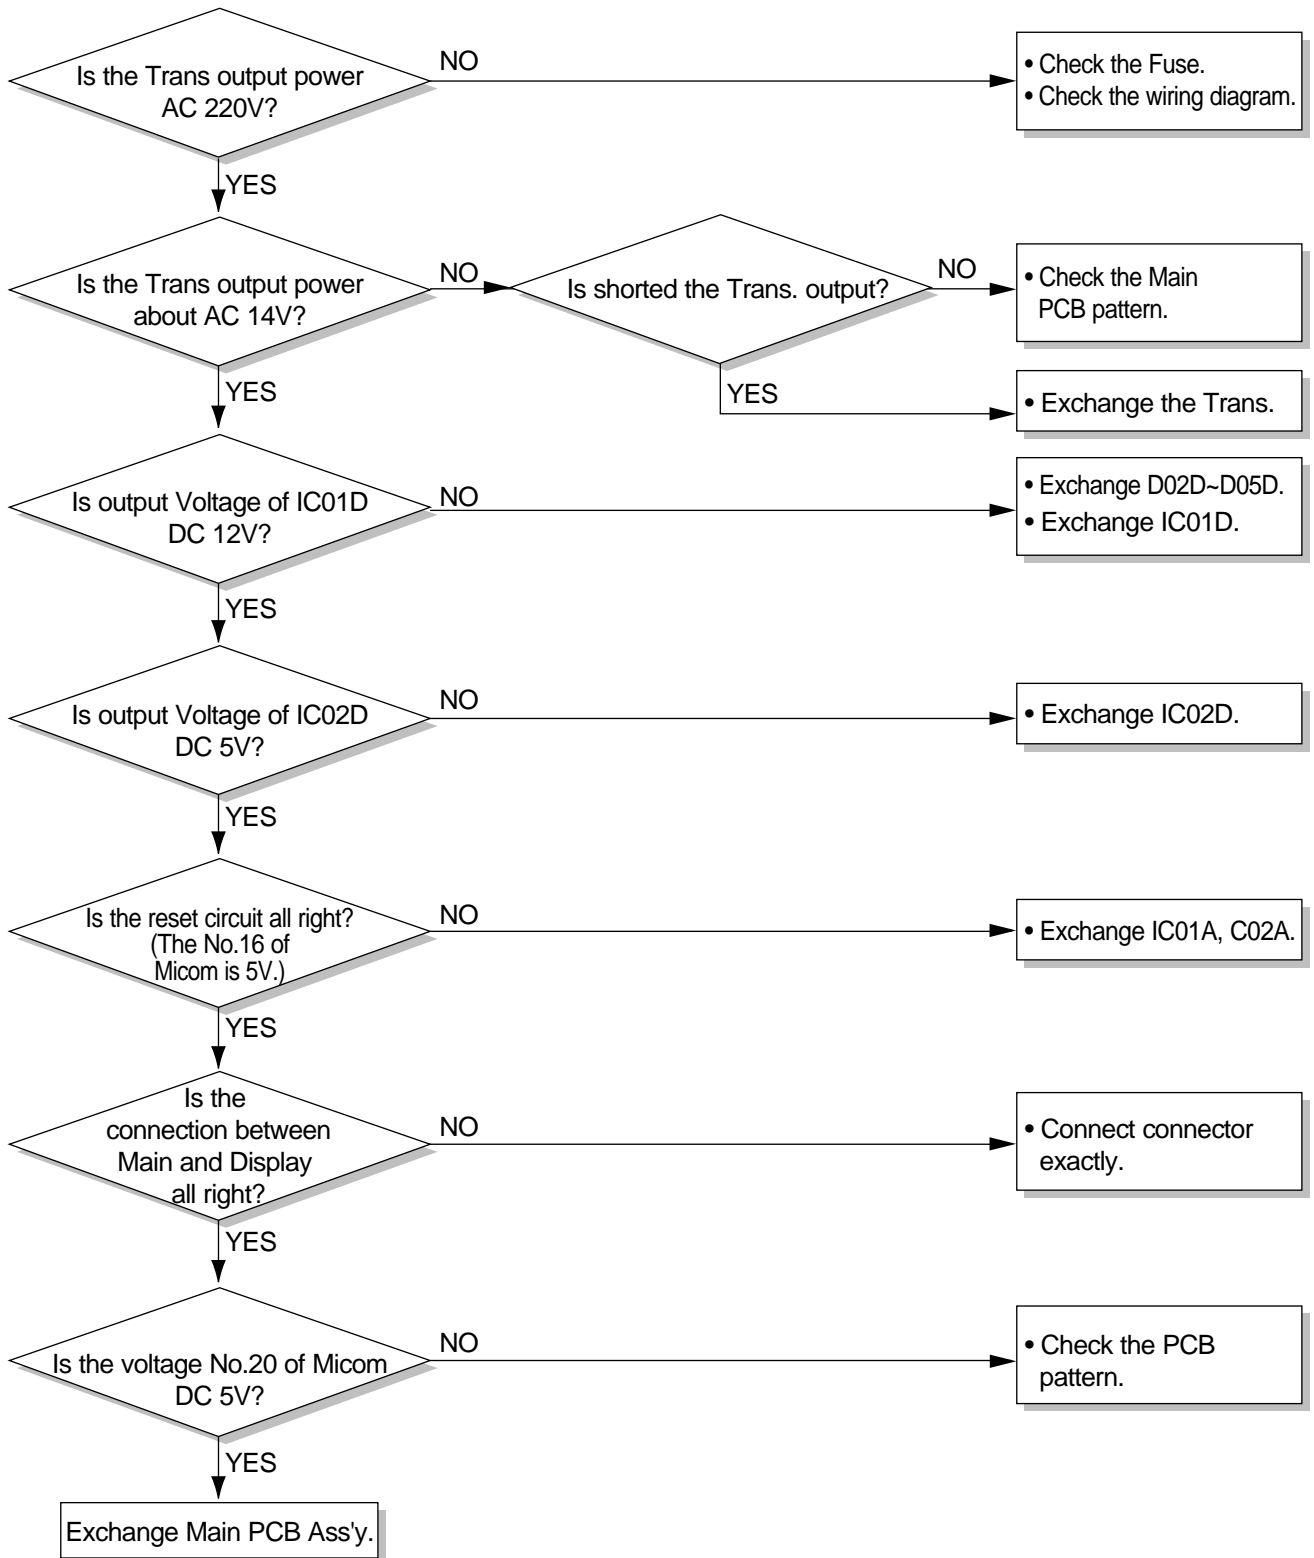 Is the Trans output power
AC 220V?
NO
• Check the Fuse.
• Check the wiring diagram.
YES
Is the Trans output power
about AC 14V?
NO
Is shorted the Trans. output?
NO
• Check the Main
PCB pattern.
YES
YES
• Exchange the Trans.
Is output Voltage of IC01D
DC 12V?
NO
• Exchange D02D~D05D.
• Exchange IC01D.
YES
Is output Voltage of IC02D
DC 5V?
NO
• Exchange IC02D.
YES
Is the reset circuit all right?
(The No.16 of
Micom is 5V.)
NO
• Exchange IC01A, C02A.
YES
Is the
connection between
Main and Display
all right?
NO
• Connect connector
exactly.
YES
Is the voltage No.20 of Micom
DC 5V?
NO
• Check the PCB
pattern.
YES
Exchange Main PCB Ass'y.